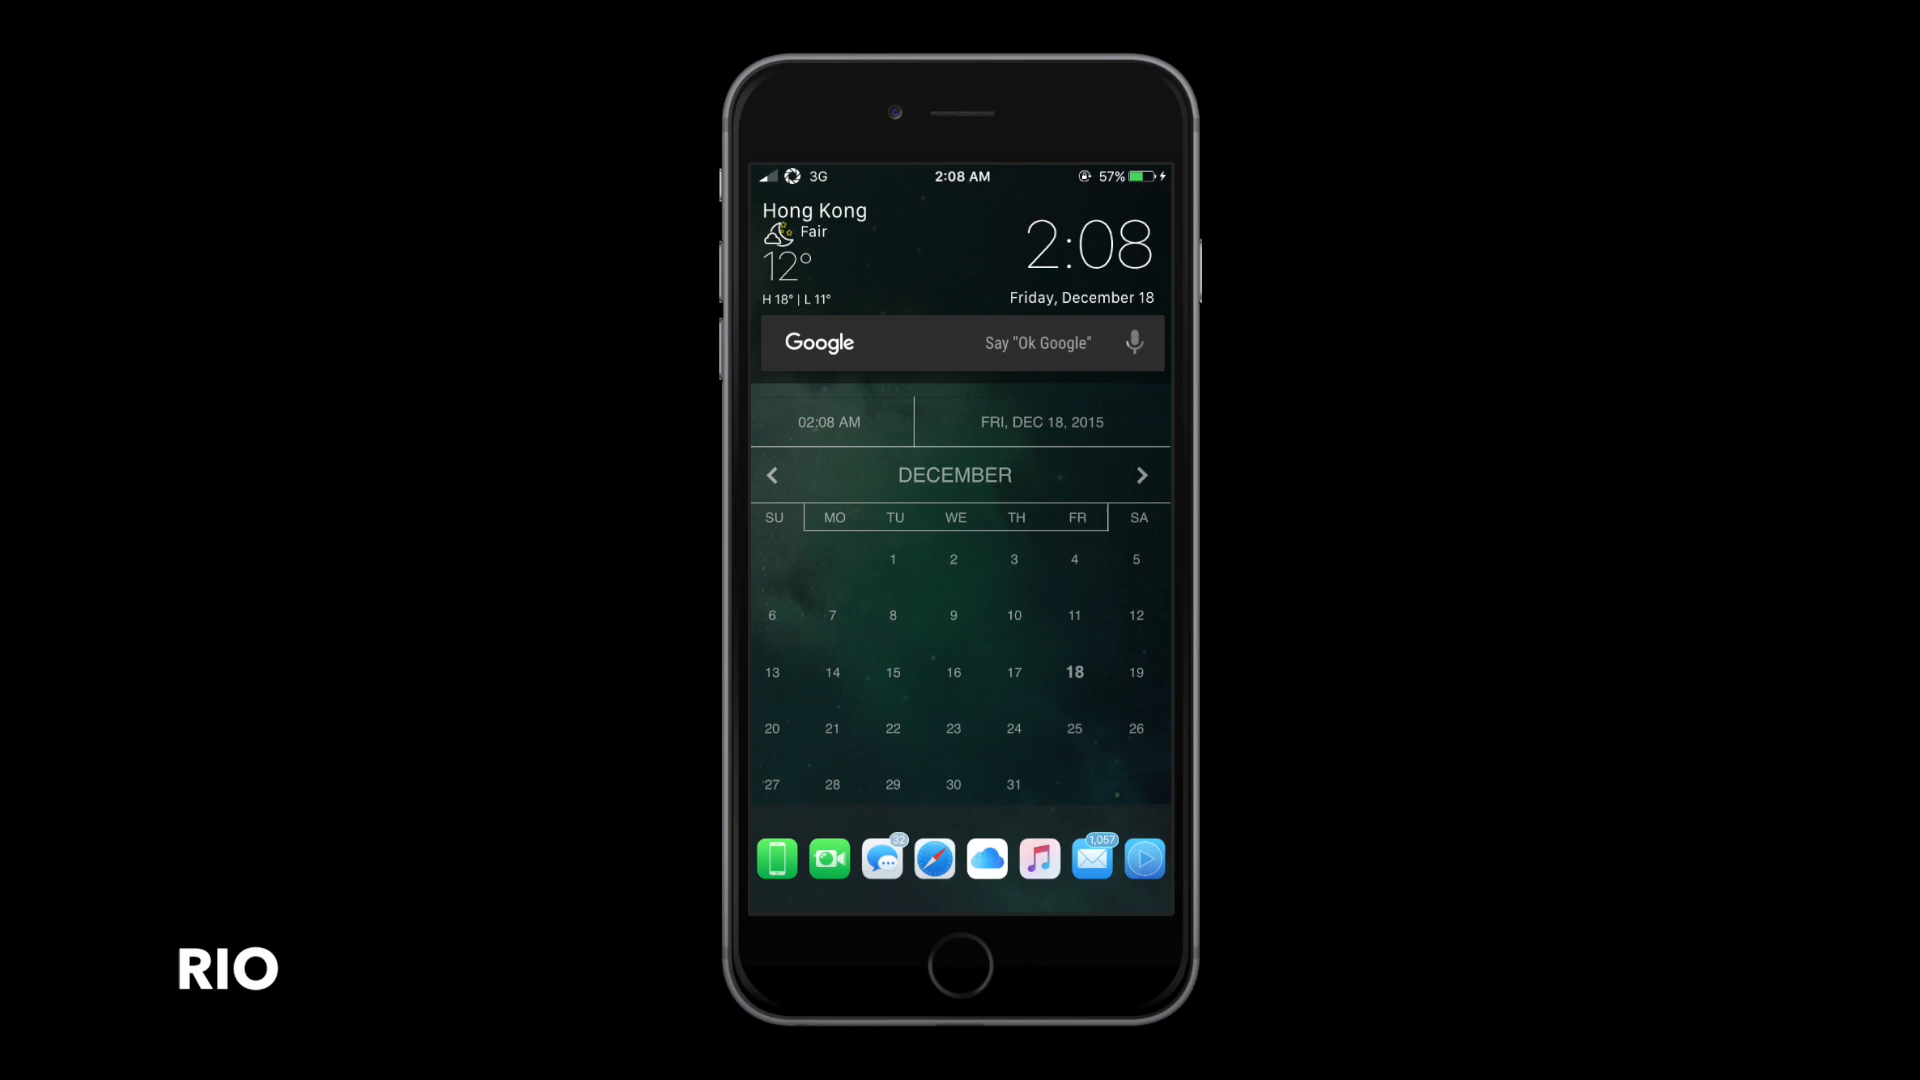 3G 2:08 AM 57%
Hong Kong
Fair
12°
2:08
H 18° | L 11°
Friday, December 18
Google Say "Ok Google"
02:08 AM FRI, DEC 18, 2015
DECEMBER
SU MO TU WE TH FR SA
1 2 3 4 5
6 7 8 9 10 11 12
13 14 15 16 17 18 19
20 21 22 23 24 25 26
27 28 29 30 31
32 1,057
RIO